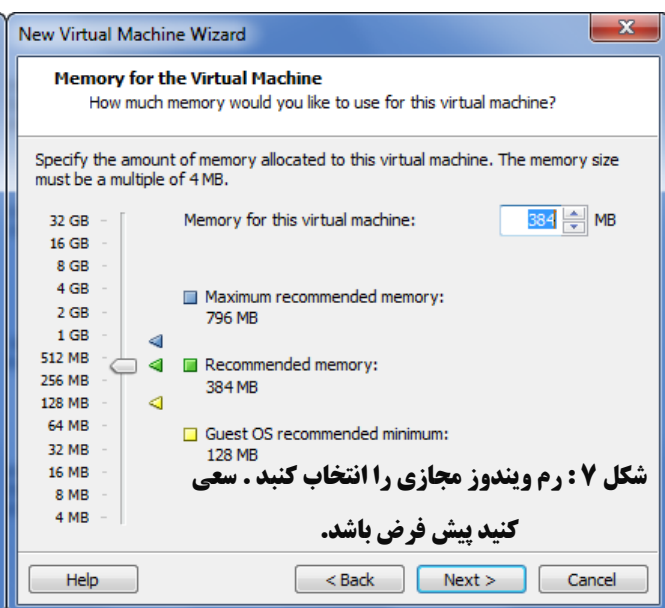 New Virtual Machine Wizard
Memory for the Virtual Machine
How much memory would you like to use for this virtual machine?
Specify the amount of memory allocated to this virtual machine. The memory size
must be a multiple of 4 MB.
Memory for this virtual machine: 384 MB
32 GB
16 GB
8 GB
4 GB
2 GB
1 GB
512 MB
256 MB
128 MB
64 MB
32 MB
16 MB
8 MB
4 MB
Maximum recommended memory:
796 MB
Recommended memory:
384 MB
Guest OS recommended minimum:
128 MB
شکل ۷ : رم ویندوز مجازی را انتخاب کنبد . سعی
کنید پیش فرض باشد.
Help
< Back
Next >
Cancel